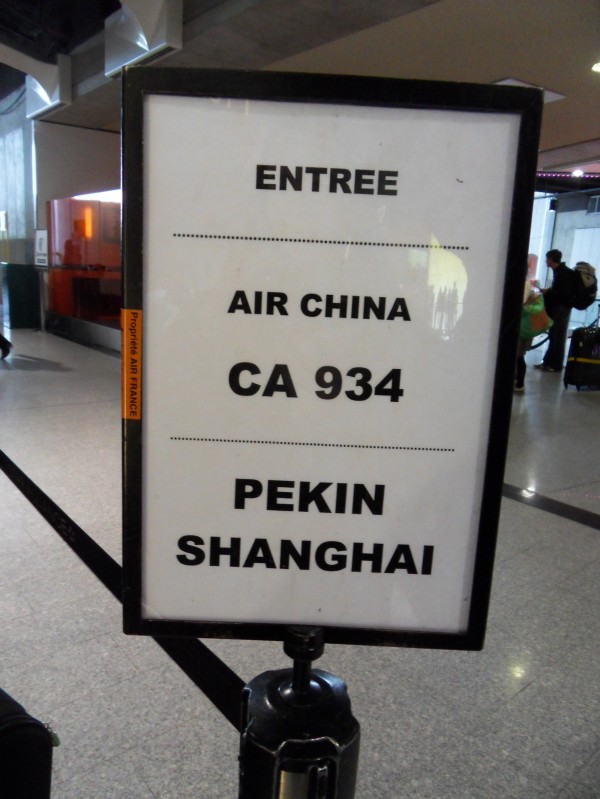 ENTREE
AIR CHINA
CA 934
PEKIN
SHANGHAI
Propriété AIR FRANCE